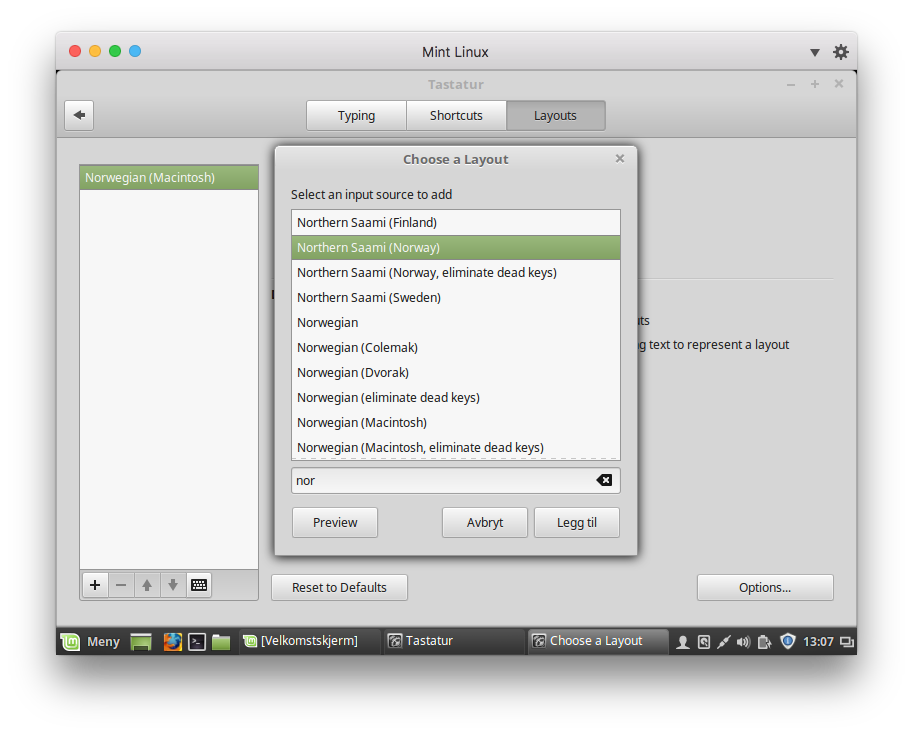 Mint Linux
Tastatur
Typing
Shortcuts
Layouts
Norwegian (Macintosh)
Choose a Layout
Select an input source to add
Northern Saami (Finland)
Northern Saami (Norway)
Northern Saami (Norway, eliminate dead keys)
Northern Saami (Sweden)
Norwegian
Norwegian (Colemak)
Norwegian (Dvorak)
Norwegian (eliminate dead keys)
Norwegian (Macintosh)
Norwegian (Macintosh, eliminate dead keys)
nor
Preview
Avbryt
Legg til
text to represent a layout
Reset to Defaults
Options...
Meny
[Velkomstskjerm]
Tastatur
Choose a Layout
13:07